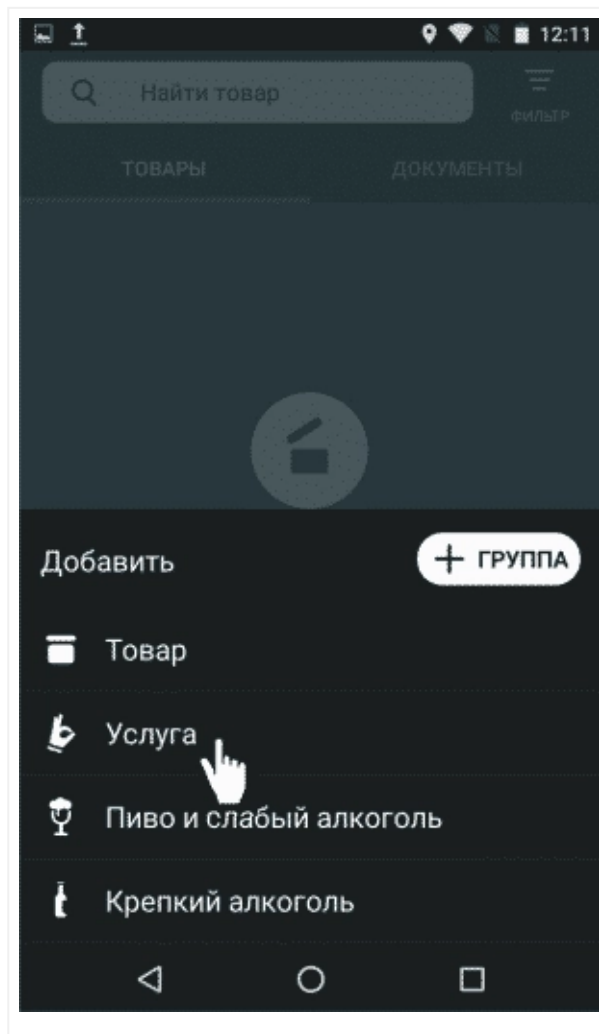 12:11
Найти товар
ФИЛЬТР
ТОВАРЫ
ДОКУМЕНТЫ
Добавить
ГРУППА
Товар
Услуга
Пиво и слабый алкоголь
Крепкий алкоголь